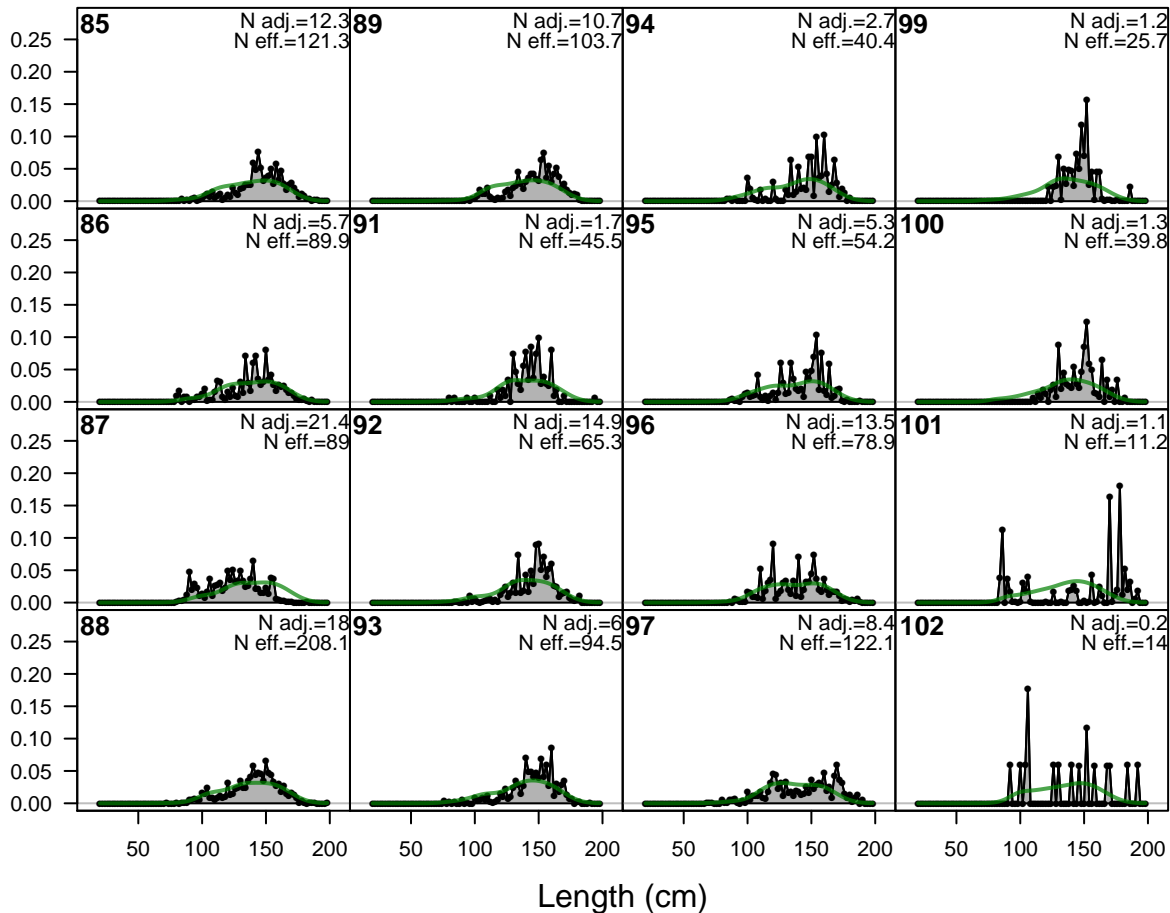 85 N adj.=12.3
N eff.=121.3
89 N adj.=10.7
N eff.=103.7
94 N adj.=2.7
N eff.=40.4
99 N adj.=1.2
N eff.=25.7
0.25
0.20
0.15
0.10
0.05
0.00
86 N adj.=5.7
N eff.=89.9
91 N adj.=1.7
N eff.=45.5
95 N adj.=5.3
N eff.=54.2
100 N adj.=1.3
N eff.=39.8
0.25
0.20
0.15
0.10
0.05
0.00
87 N adj.=21.4
N eff.=89
92 N adj.=14.9
N eff.=65.3
96 N adj.=13.5
N eff.=78.9
101 N adj.=1.1
N eff.=11.2
0.25
0.20
0.15
0.10
0.05
0.00
88 N adj.=18
N eff.=208.1
93 N adj.=6
N eff.=94.5
97 N adj.=8.4
N eff.=122.1
102 N adj.=0.2
N eff.=14
0.25
0.20
0.15
0.10
0.05
0.00
50 100 150 200 50 100 150 200 50 100 150 200 50 100 150 200
Length (cm)